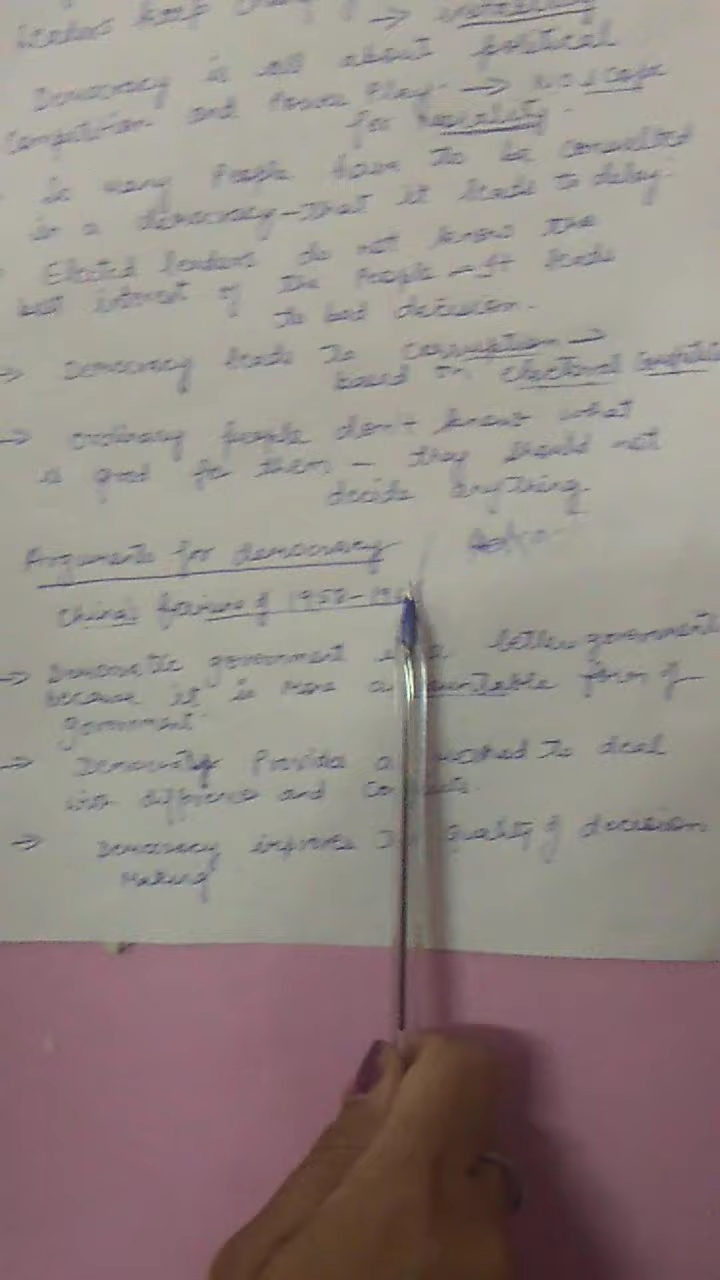 Leaders keep → instability
Democracy is all about political
Competition and Power Play → No scope
for Morality.
→ So many People have to be consulted
in a democracy - that it leads to delay.
→ Elected leaders do not know the
best interest of the People - It leads
to bad decision.
→ Democracy leads to Corruption →
based on electoral
→ Ordinary people don't know what
is good for them - they should not
decide anything.
Arguments for democracy
China's famine of 1958-
→ Democratic government is a better government
because it is more accountable form of
government.
→ Democracy Provides a method to deal
with differences and
→ Democracy improves quality of decision
Making